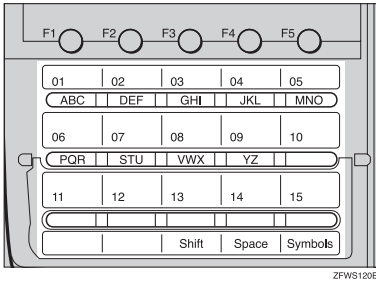 F1 F2 F3 F4 F5
01 02 03 04 05
ABC DEF GHI JKL MNO
06 07 08 09 10
PQR STU VWX YZ
11 12 13 14 15
Shift Space Symbols
ZFWS120E